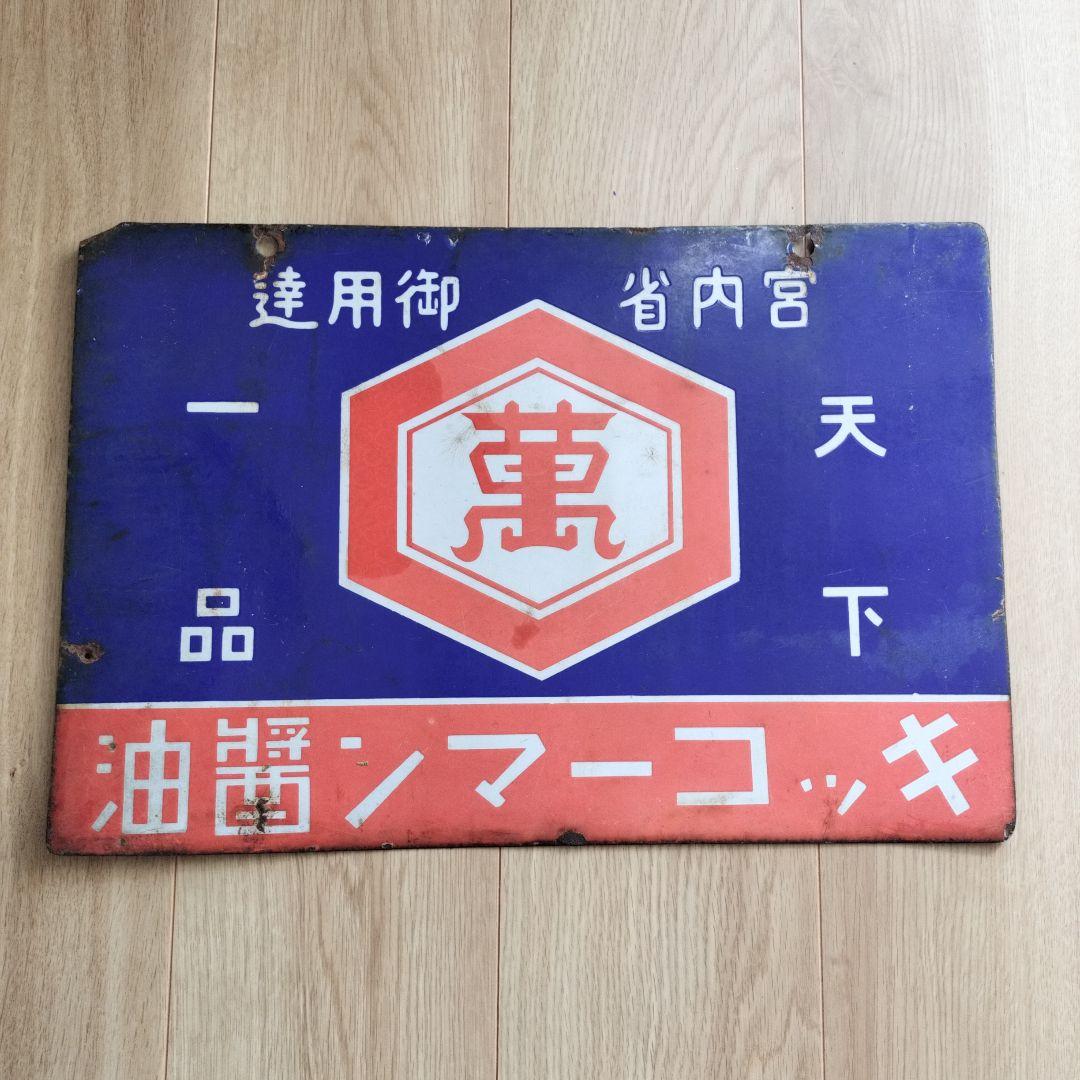 宮内省 御用達
天下
一品
萬
キッコーマン醤油